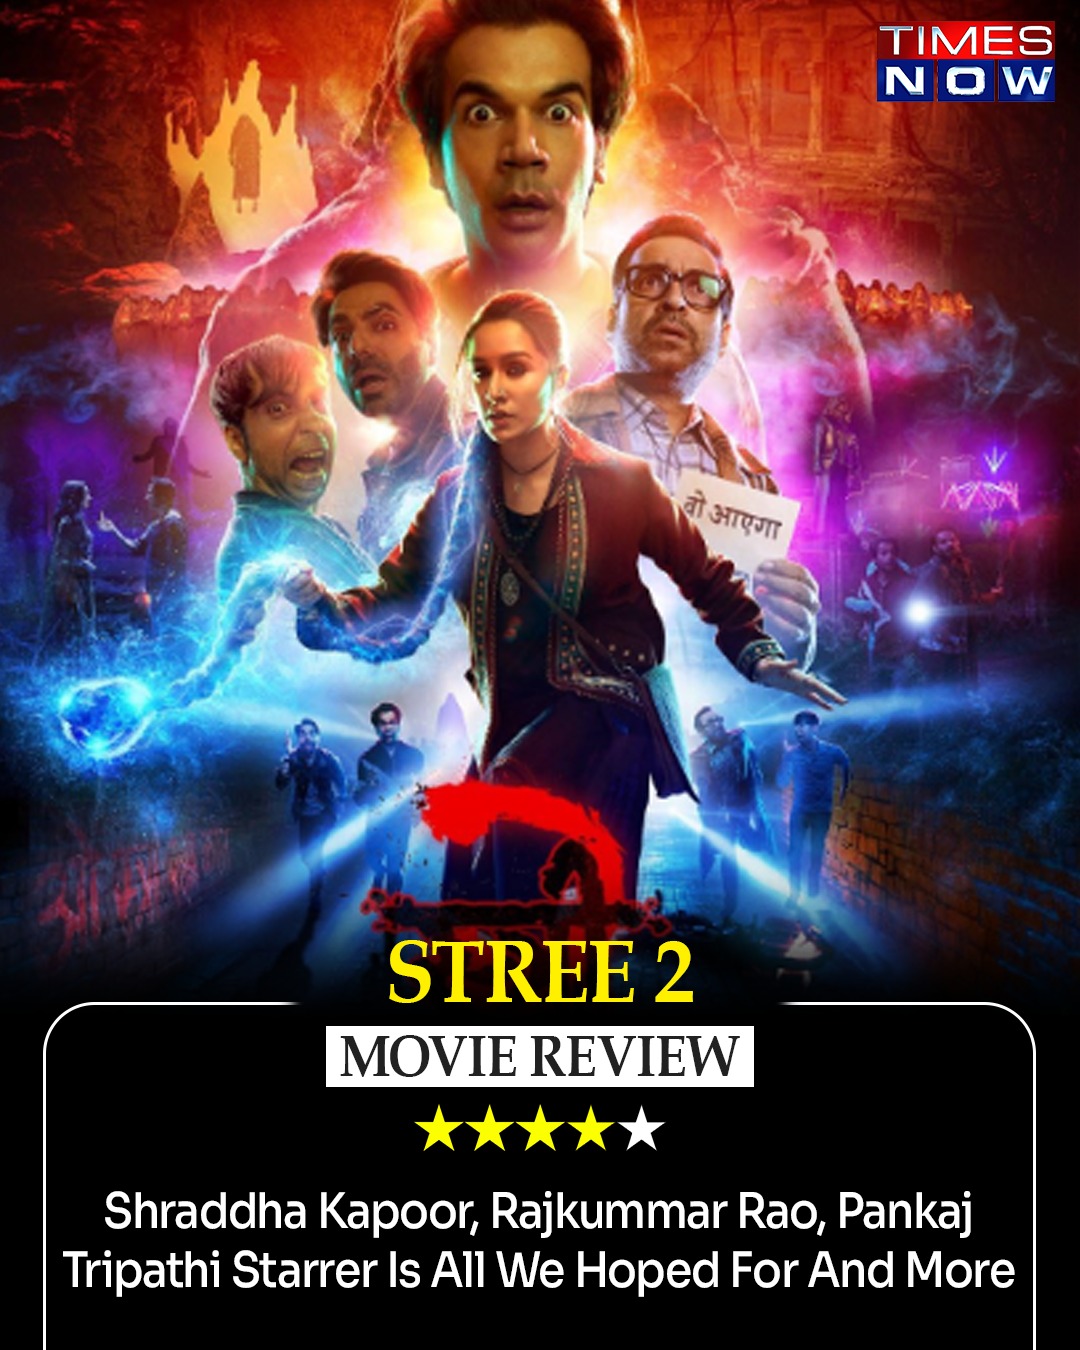 TIMES
NOW
वो आएगा
STREE 2
MOVIE REVIEW
Shraddha Kapoor, Rajkummar Rao, Pankaj
Tripathi Starrer Is All We Hoped For And More